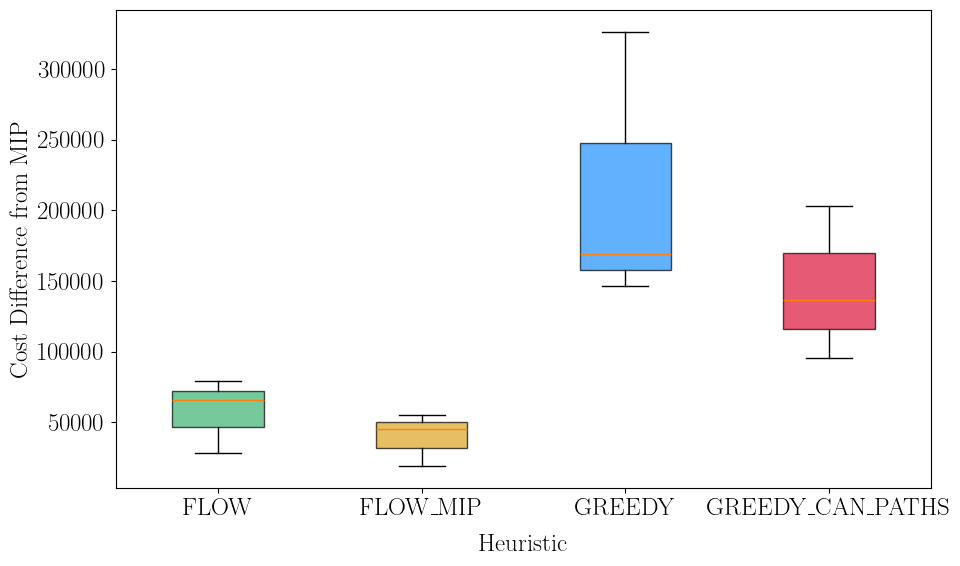 Cost Difference from MIP
300000
250000
200000
150000
100000
50000
FLOW
FLOW_MIP
GREEDY
GREEDY_CAN_PATHS
Heuristic